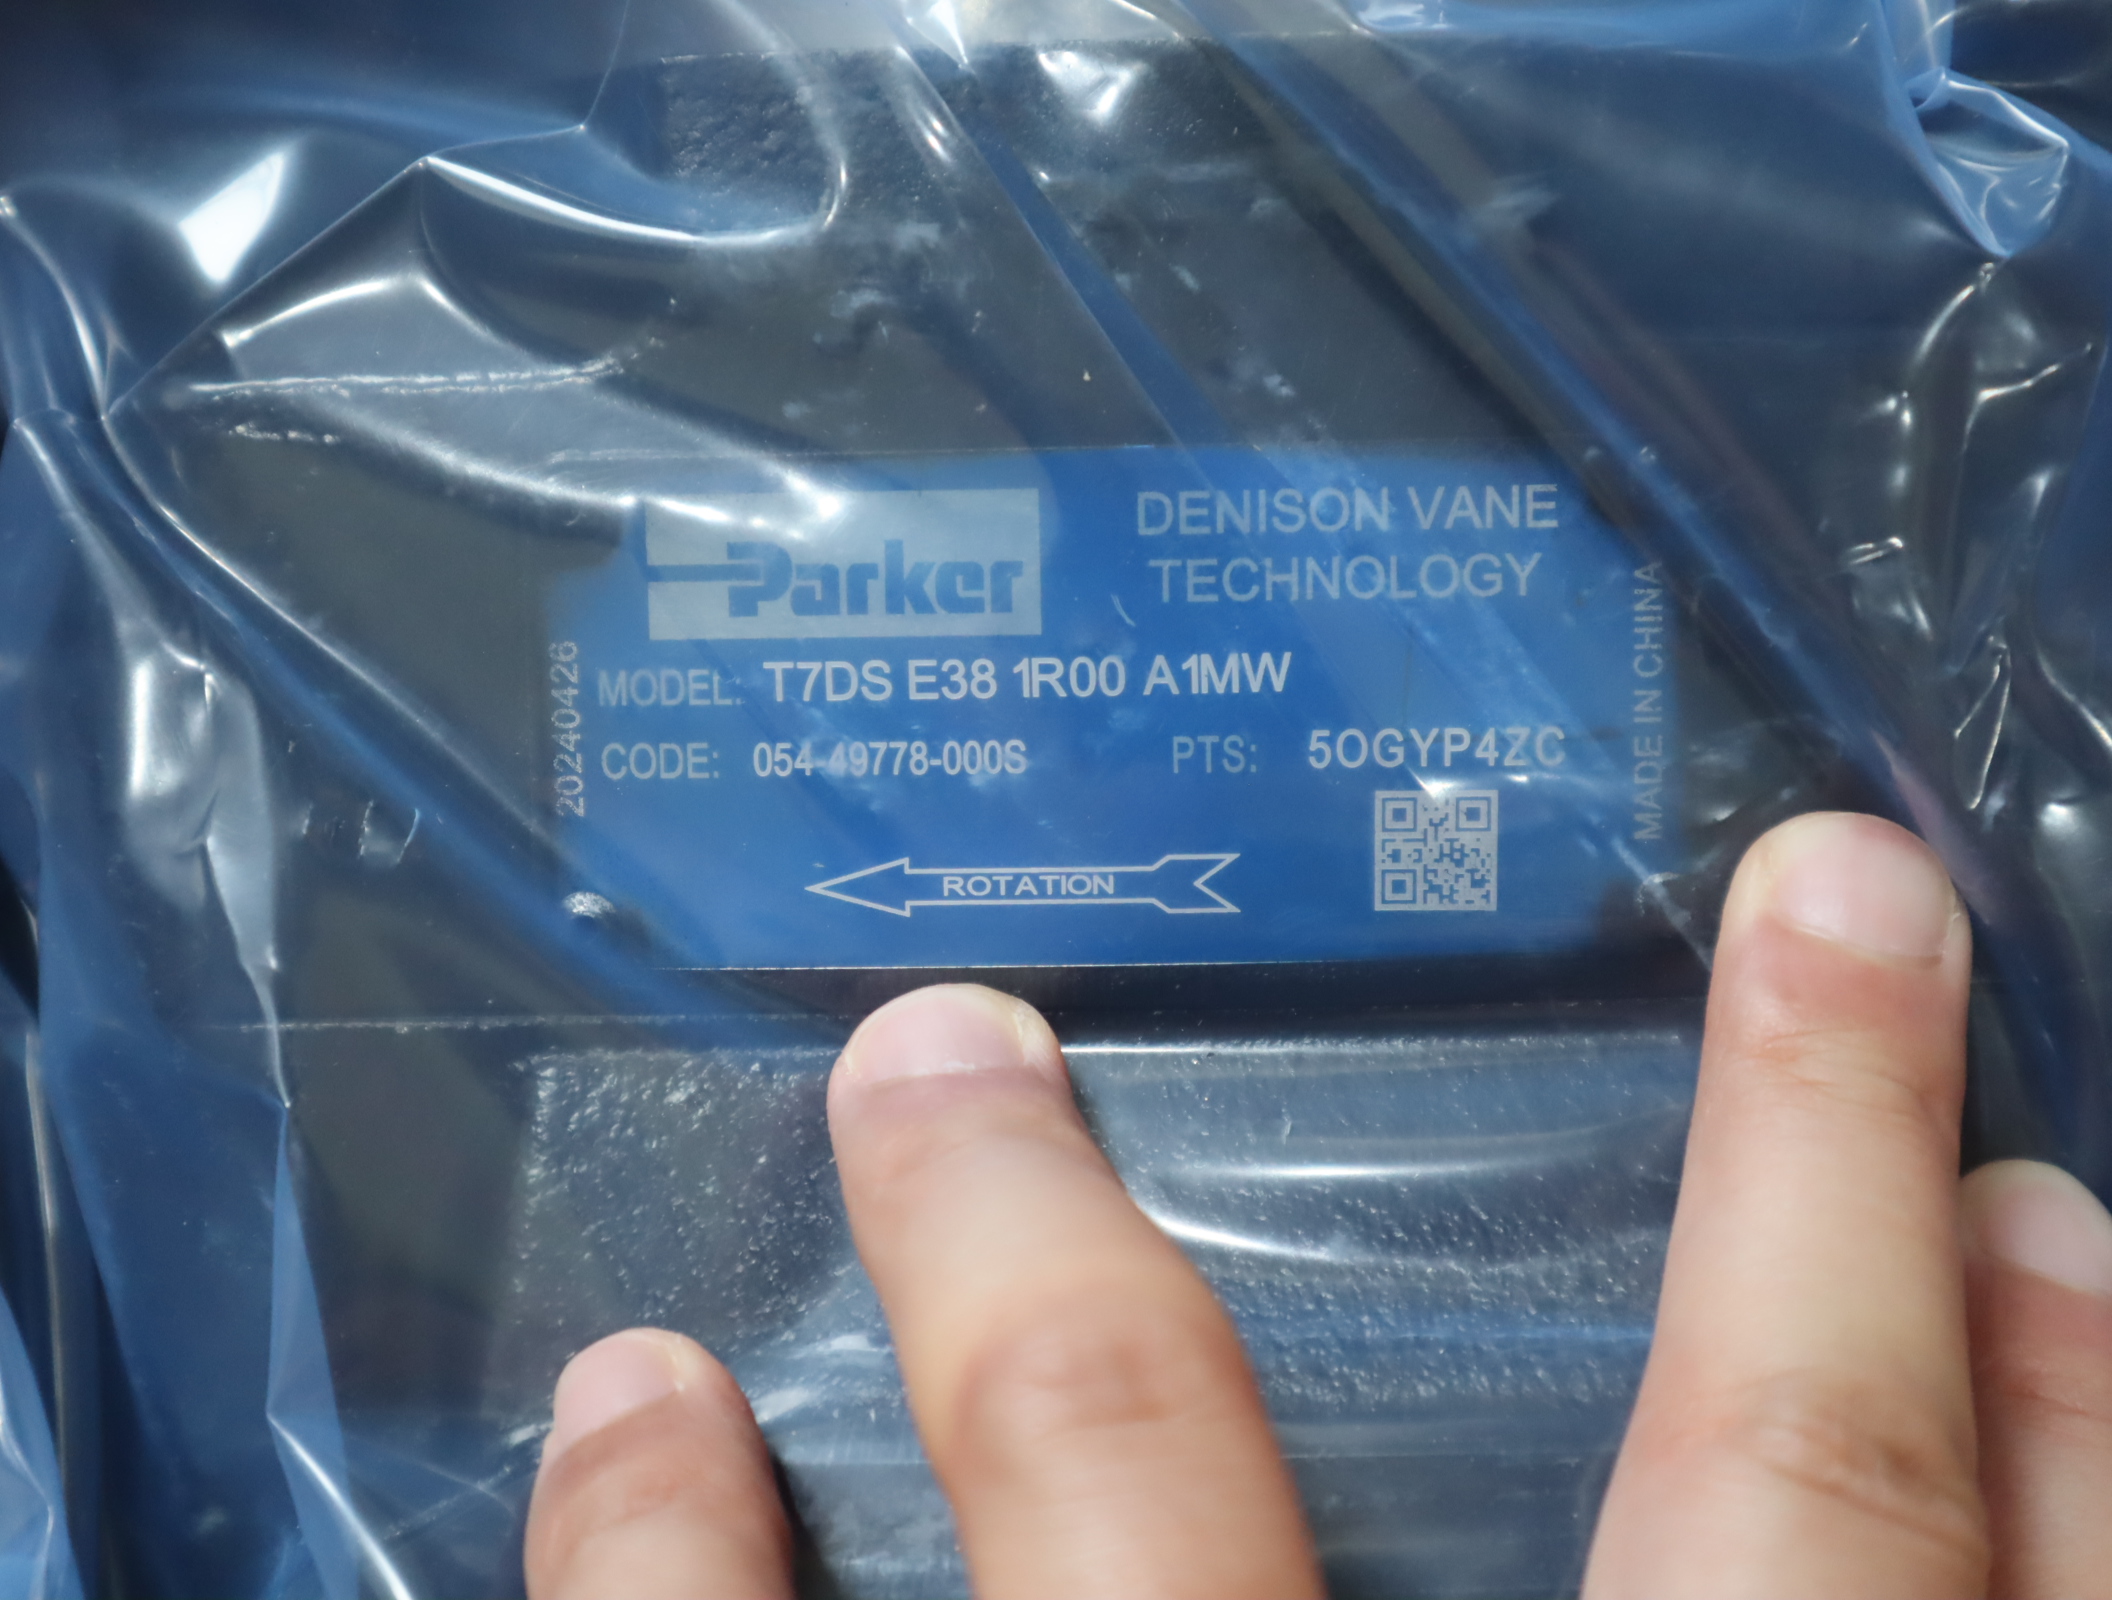 Parker
DENISON VANE
TECHNOLOGY
MODEL: T7DS E38 1R00 A1MW
CODE: 054-49778-000S PTS: 5OGYP4ZC
ROTATION
20240426
MADE IN CHINA